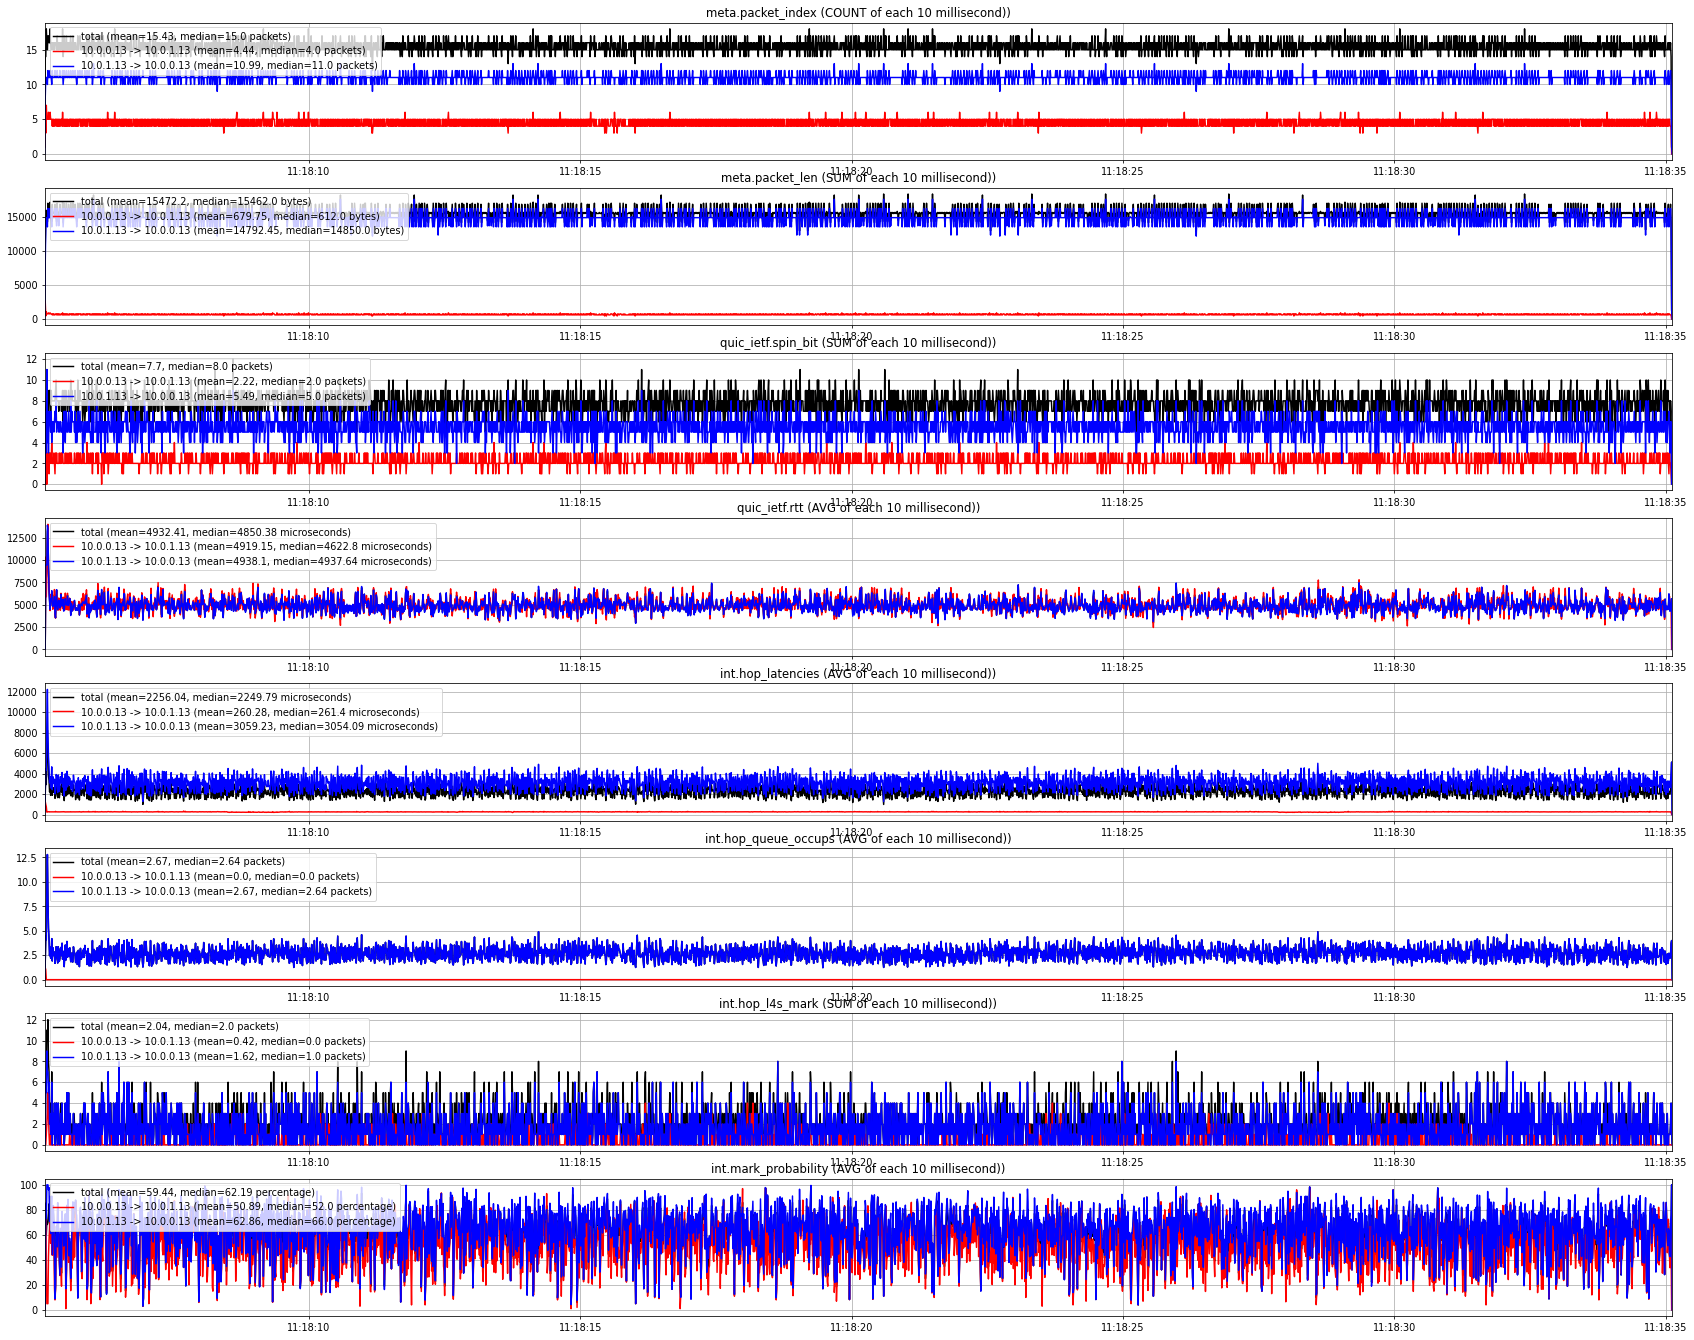 meta.packet_index (COUNT of each 10 millisecond))
total (mean=15.43, median=15.0 packets)
10.0.0.13 -> 10.0.1.13 (mean=4.44, median=4.0 packets)
10.0.1.13 -> 10.0.0.13 (mean=10.99, median=11.0 packets)
15
10
5
0
11:18:10 11:18:15 11:18:20 11:18:25 11:18:30 11:18:35
meta.packet_len (SUM of each 10 millisecond))
total (mean=15472.2, median=15462.0 bytes)
10.0.0.13 -> 10.0.1.13 (mean=679.75, median=612.0 bytes)
10.0.1.13 -> 10.0.0.13 (mean=14792.45, median=14850.0 bytes)
15000
10000
5000
0
11:18:10 11:18:15 11:18:20 11:18:25 11:18:30 11:18:35
quic_ietf.spin_bit (SUM of each 10 millisecond))
total (mean=7.7, median=8.0 packets)
10.0.0.13 -> 10.0.1.13 (mean=2.22, median=2.0 packets)
10.0.1.13 -> 10.0.0.13 (mean=5.49, median=5.0 packets)
12
10
8
6
4
2
0
11:18:10 11:18:15 11:18:20 11:18:25 11:18:30 11:18:35
quic_ietf.rtt (AVG of each 10 millisecond))
total (mean=4932.41, median=4850.38 microseconds)
10.0.0.13 -> 10.0.1.13 (mean=4919.15, median=4622.8 microseconds)
10.0.1.13 -> 10.0.0.13 (mean=4938.1, median=4937.64 microseconds)
12500
10000
7500
5000
2500
0
11:18:10 11:18:15 11:18:20 11:18:25 11:18:30 11:18:35
int.hop_latencies (AVG of each 10 millisecond))
total (mean=2256.04, median=2249.79 microseconds)
10.0.0.13 -> 10.0.1.13 (mean=260.28, median=261.4 microseconds)
10.0.1.13 -> 10.0.0.13 (mean=3059.23, median=3054.09 microseconds)
12000
10000
8000
6000
4000
2000
0
11:18:10 11:18:15 11:18:20 11:18:25 11:18:30 11:18:35
int.hop_queue_occups (AVG of each 10 millisecond))
total (mean=2.67, median=2.64 packets)
10.0.0.13 -> 10.0.1.13 (mean=0.0, median=0.0 packets)
10.0.1.13 -> 10.0.0.13 (mean=2.67, median=2.64 packets)
12.5
10.0
7.5
5.0
2.5
0.0
11:18:10 11:18:15 11:18:20 11:18:25 11:18:30 11:18:35
int.hop_l4s_mark (SUM of each 10 millisecond))
total (mean=2.04, median=2.0 packets)
10.0.0.13 -> 10.0.1.13 (mean=0.42, median=0.0 packets)
10.0.1.13 -> 10.0.0.13 (mean=1.62, median=1.0 packets)
12
10
8
6
4
2
0
11:18:10 11:18:15 11:18:20 11:18:25 11:18:30 11:18:35
int.mark_probability (AVG of each 10 millisecond))
total (mean=59.44, median=62.19 percentage)
10.0.0.13 -> 10.0.1.13 (mean=50.89, median=52.0 percentage)
10.0.1.13 -> 10.0.0.13 (mean=62.86, median=66.0 percentage)
100
80
60
40
20
0
11:18:10 11:18:15 11:18:20 11:18:25 11:18:30 11:18:35